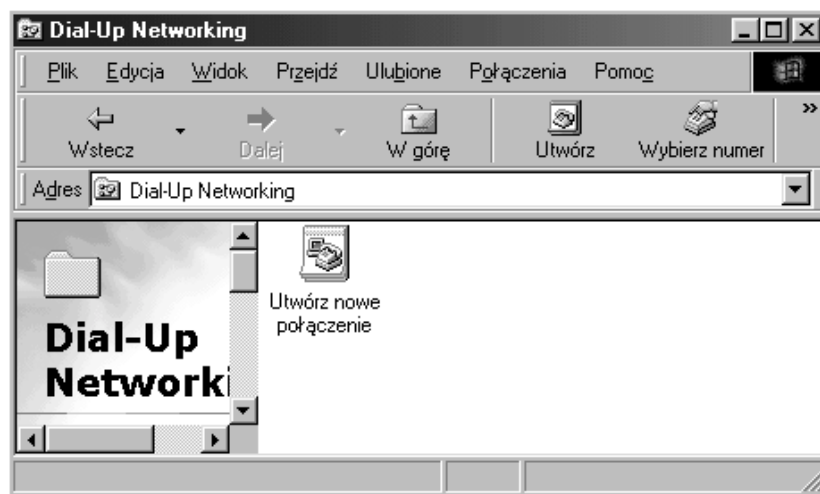 Dial-Up Networking
Plik Edycja Widok Przejdź Ulubione Połączenia Pomoc
Wstecz Dalej W górę Utwórz Wybierz numer »
Adres Dial-Up Networking
Utwórz nowe
połączenie
Dial-Up
Networki